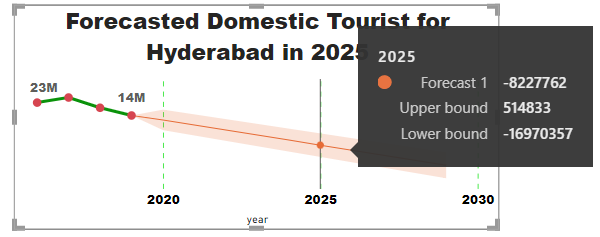 Forecasted Domestic Tourist for
Hyderabad in 2025
2025
Forecast 1 -8227762
Upper bound 514833
Lower bound -16970357
23M
14M
2020 2025 2030
year